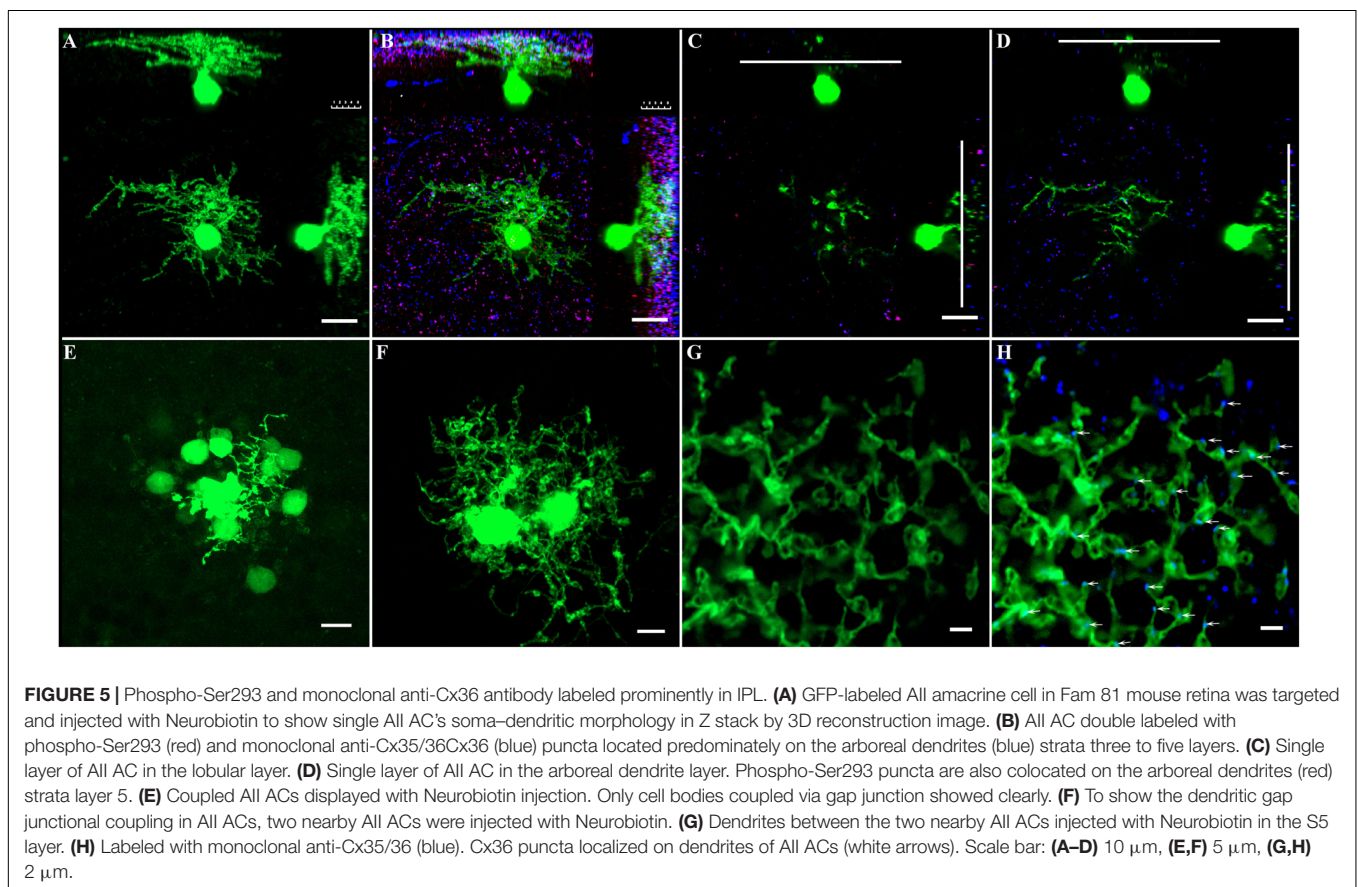 A
B
C
D
E
F
G
H
FIGURE 5 | Phospho-Ser293 and monoclonal anti-Cx36 antibody labeled prominently in IPL. (A) GFP-labeled AII amacrine cell in Fam 81 mouse retina was targeted
and injected with Neurobiotin to show single AII AC's soma–dendritic morphology in Z stack by 3D reconstruction image. (B) AII AC double labeled with
phospho-Ser293 (red) and monoclonal anti-Cx35/36Cx36 (blue) puncta located predominately on the arboreal dendrites (blue) strata three to five layers. (C) Single
layer of AII AC in the lobular layer. (D) Single layer of AII AC in the arboreal dendrite layer. Phospho-Ser293 puncta are also colocated on the arboreal dendrites (red)
strata layer 5. (E) Coupled AII ACs displayed with Neurobiotin injection. Only cell bodies coupled via gap junction showed clearly. (F) To show the dendritic gap
junctional coupling in AII ACs, two nearby AII ACs were injected with Neurobiotin. (G) Dendrites between the two nearby AII ACs injected with Neurobiotin in the S5
layer. (H) Labeled with monoclonal anti-Cx35/36 (blue). Cx36 puncta localized on dendrites of AII ACs (white arrows). Scale bar: (A–D) 10 μm, (E,F) 5 μm, (G,H)
2 μm.